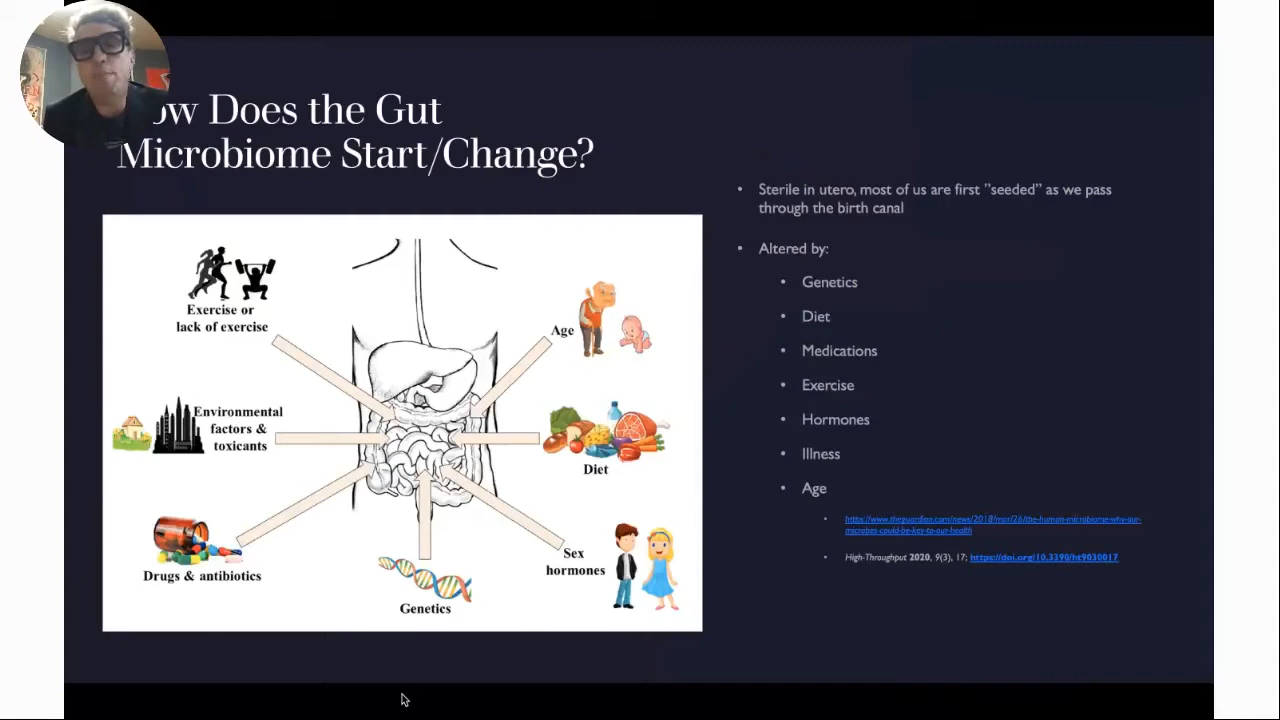 ow Does the Gut
Microbiome Start/Change?
Exercise or
lack of exercise
Environmental
factors &
toxicants
Drugs & antibiotics
Age
Diet
Sex
hormones
Genetics
• Sterile in utero, most of us are first ”seeded” as we pass
through the birth canal
• Altered by:
• Genetics
• Diet
• Medications
• Exercise
• Hormones
• Illness
• Age
• https://www.theguardian.com/news/2018/mar/26/the-human-microbiome-why-our-
microbes-could-be-key-to-our-health
• High-Throughput 2020, 9(3), 17; https://doi.org/10.3390/ht9030017